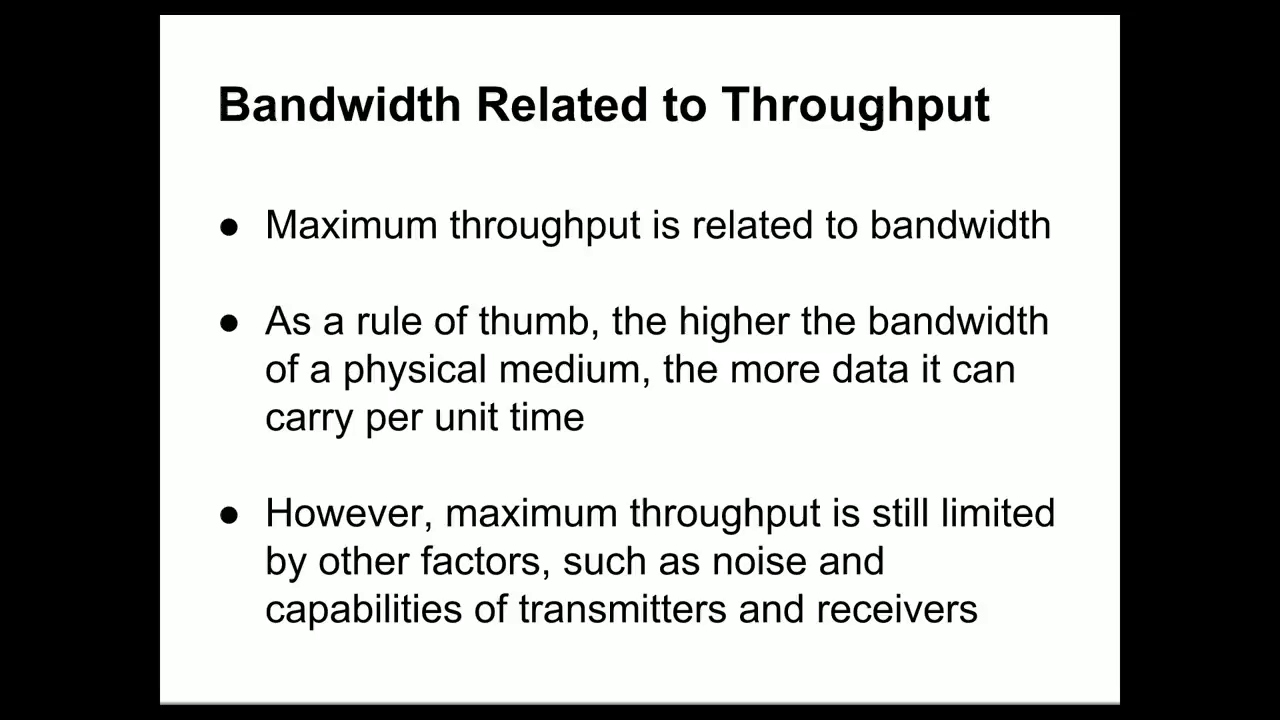 Bandwidth Related to Throughput
● Maximum throughput is related to bandwidth
● As a rule of thumb, the higher the bandwidth
of a physical medium, the more data it can
carry per unit time
● However, maximum throughput is still limited
by other factors, such as noise and
capabilities of transmitters and receivers